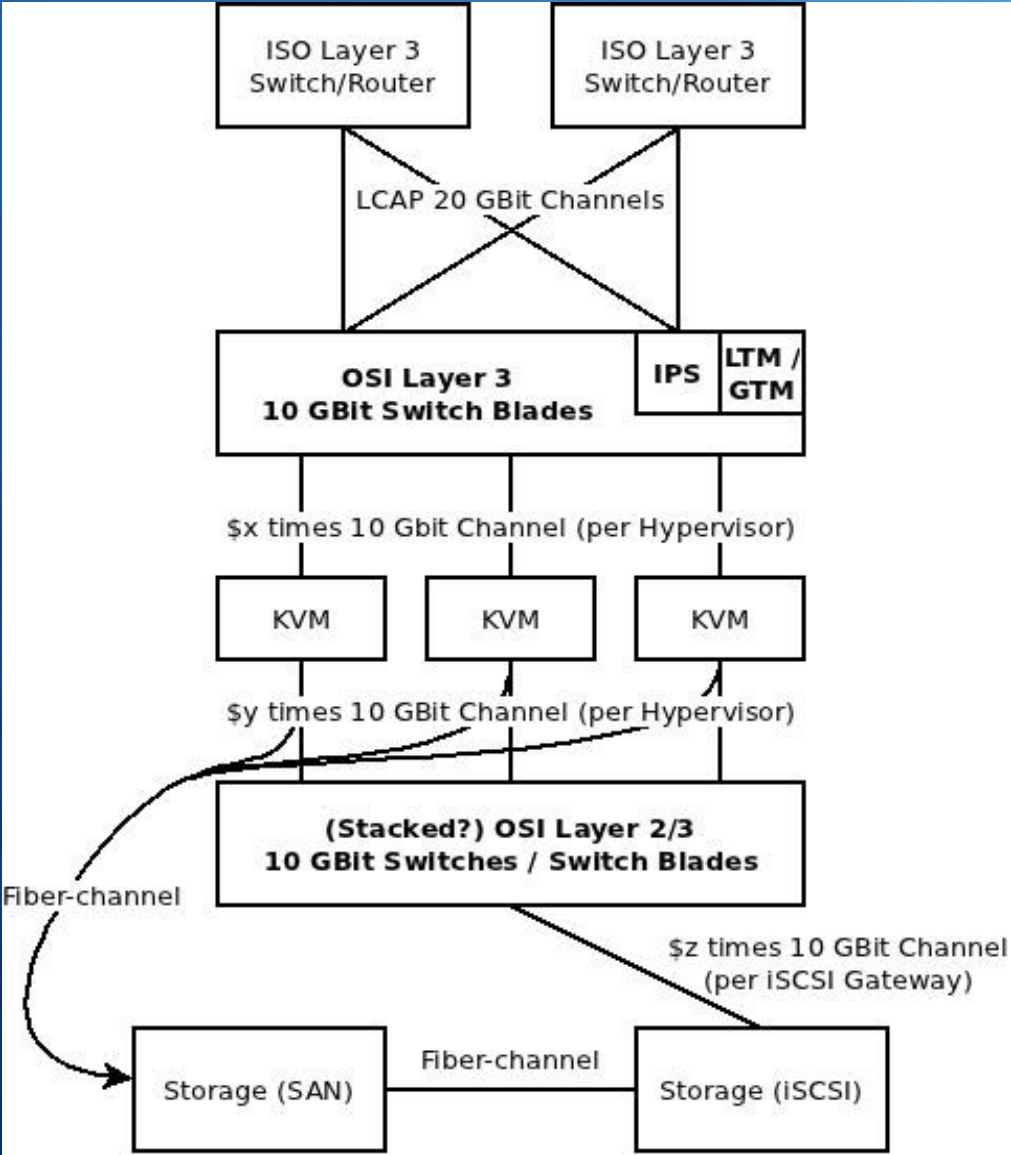 ISO Layer 3
Switch/Router
ISO Layer 3
Switch/Router
LCAP 20 GBit Channels
OSI Layer 3
10 GBit Switch Blades
IPS
LTM /
GTM
$x times 10 Gbit Channel (per Hypervisor)
KVM
KVM
KVM
$y times 10 GBit Channel (per Hypervisor)
(Stacked?) OSI Layer 2/3
10 GBit Switches / Switch Blades
Fiber-channel
$z times 10 GBit Channel
(per iSCSI Gateway)
Fiber-channel
Storage (SAN)
Storage (iSCSI)